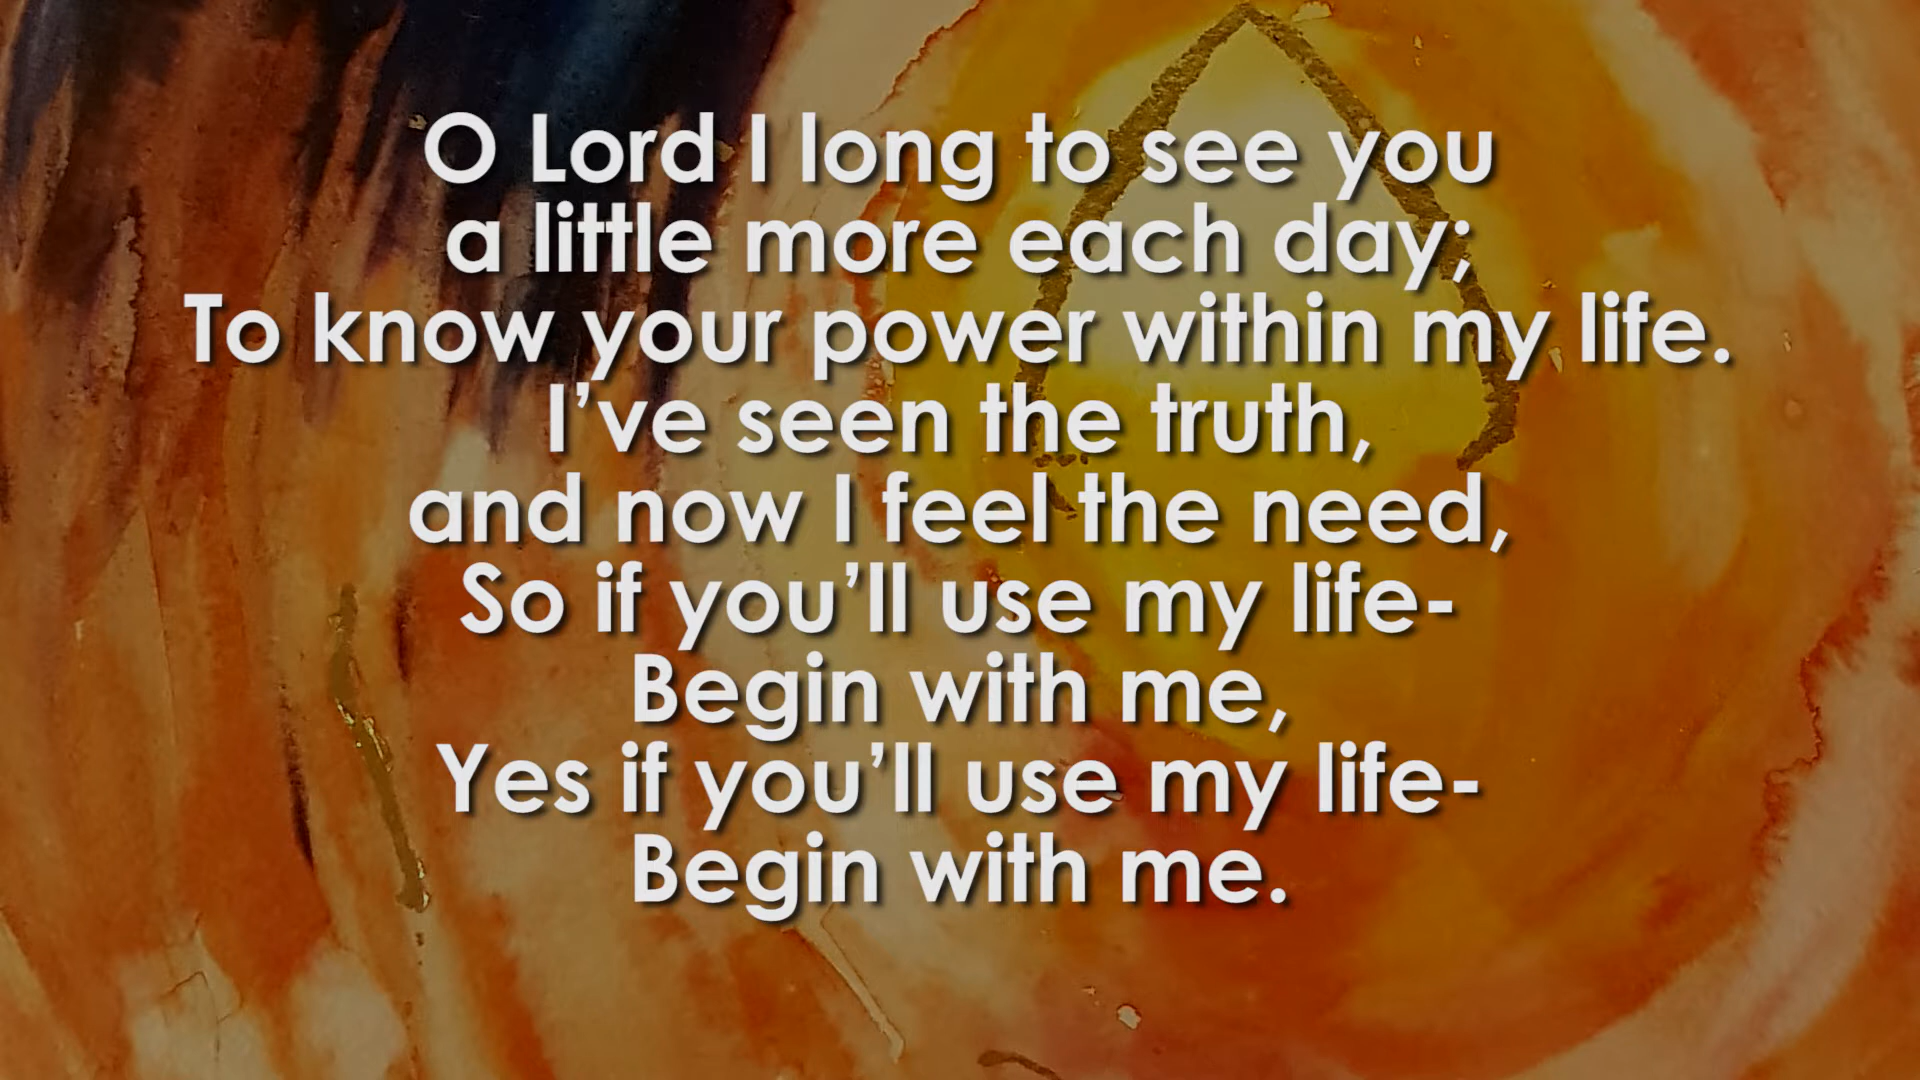 O Lord I long to see you
a little more each day;
To know your power within my life.
I’ve seen the truth,
and now I feel the need,
So if you’ll use my life-
Begin with me,
Yes if you’ll use my life-
Begin with me.